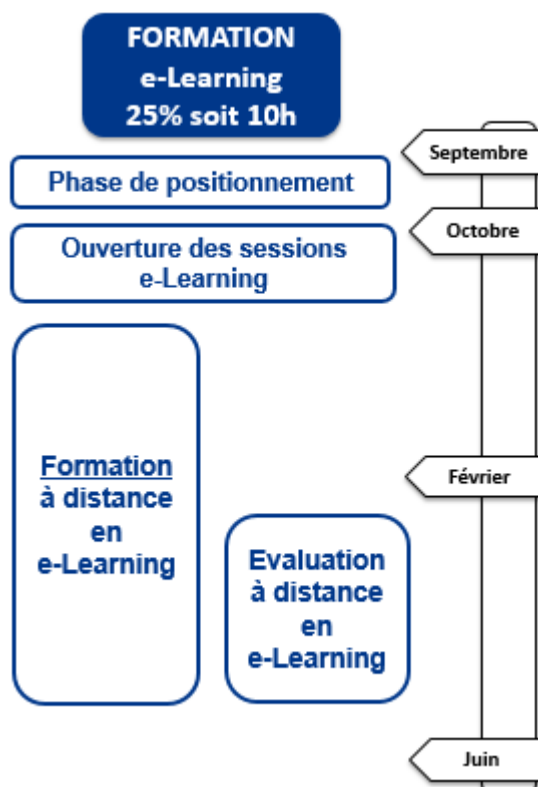 FORMATION
e-Learning
25% soit 10h
Septembre
Phase de positionnement
Octobre
Ouverture des sessions
e-Learning
Formation
à distance
en
e-Learning
Février
Evaluation
à distance
en
e-Learning
Juin